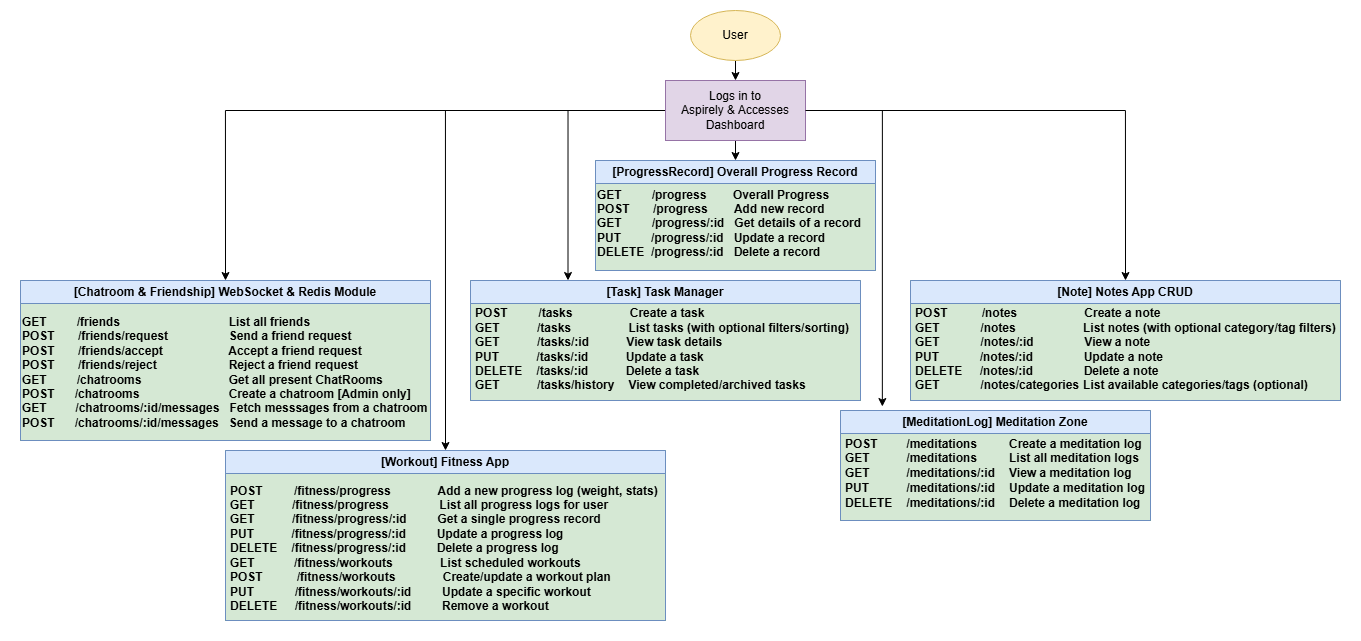 User
Logs in to
Aspirely & Accesses
Dashboard
[ProgressRecord] Overall Progress Record
GET /progress Overall Progress
POST /progress Add new record
GET /progress/:id Get details of a record
PUT /progress/:id Update a record
DELETE /progress/:id Delete a record
[Chatroom & Friendship] WebSocket & Redis Module
GET /friends List all friends
POST /friends/request Send a friend request
POST /friends/accept Accept a friend request
POST /friends/reject Reject a friend request
GET /chatrooms Get all present ChatRooms
POST /chatrooms Create a chatroom [Admin only]
GET /chatrooms/:id/messages Fetch messsages from a chatroom
POST /chatrooms/:id/messages Send a message to a chatroom
[Task] Task Manager
POST /tasks Create a task
GET /tasks List tasks (with optional filters/sorting)
GET /tasks/:id View task details
PUT /tasks/:id Update a task
DELETE /tasks/:id Delete a task
GET /tasks/history View completed/archived tasks
[Note] Notes App CRUD
POST /notes Create a note
GET /notes List notes (with optional category/tag filters)
GET /notes/:id View a note
PUT /notes/:id Update a note
DELETE /notes/:id Delete a note
GET /notes/categories List available categories/tags (optional)
[MeditationLog] Meditation Zone
POST /meditations Create a meditation log
GET /meditations List all meditation logs
GET /meditations/:id View a meditation log
PUT /meditations/:id Update a meditation log
DELETE /meditations/:id Delete a meditation log
[Workout] Fitness App
POST /fitness/progress Add a new progress log (weight, stats)
GET /fitness/progress List all progress logs for user
GET /fitness/progress/:id Get a single progress record
PUT /fitness/progress/:id Update a progress log
DELETE /fitness/progress/:id Delete a progress log
GET /fitness/workouts List scheduled workouts
POST /fitness/workouts Create/update a workout plan
PUT /fitness/workouts/:id Update a specific workout
DELETE /fitness/workouts/:id Remove a workout